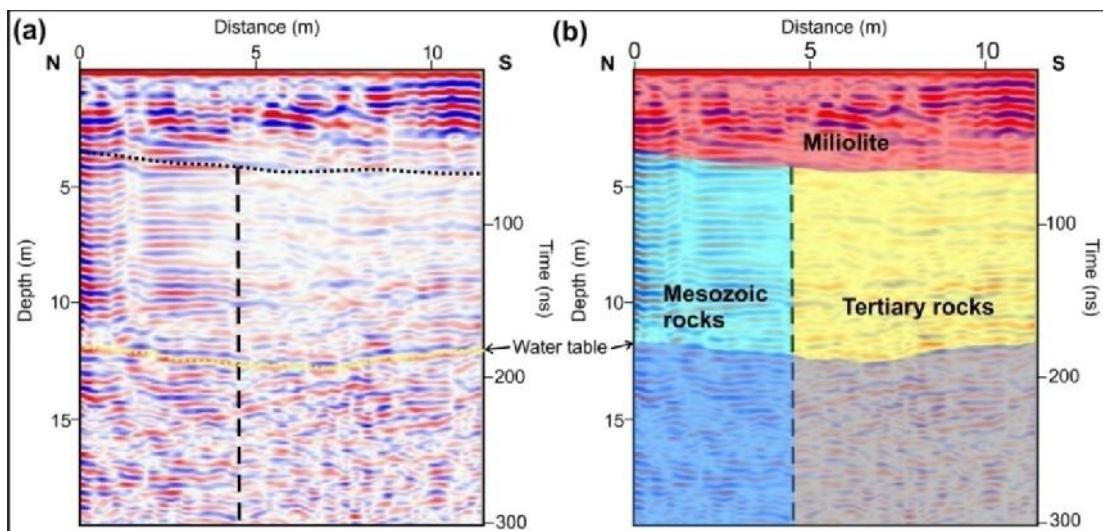 (a)
Distance (m)
0
5
10
N
S
5
10
15
Depth (m)
100
200
300
Time (ns)
Water table
(b)
Distance (m)
0
5
10
N
S
Miliolite
Mesozoic
rocks
Tertiary rocks
5
10
15
Depth (m)
100
200
300
Time (ns)